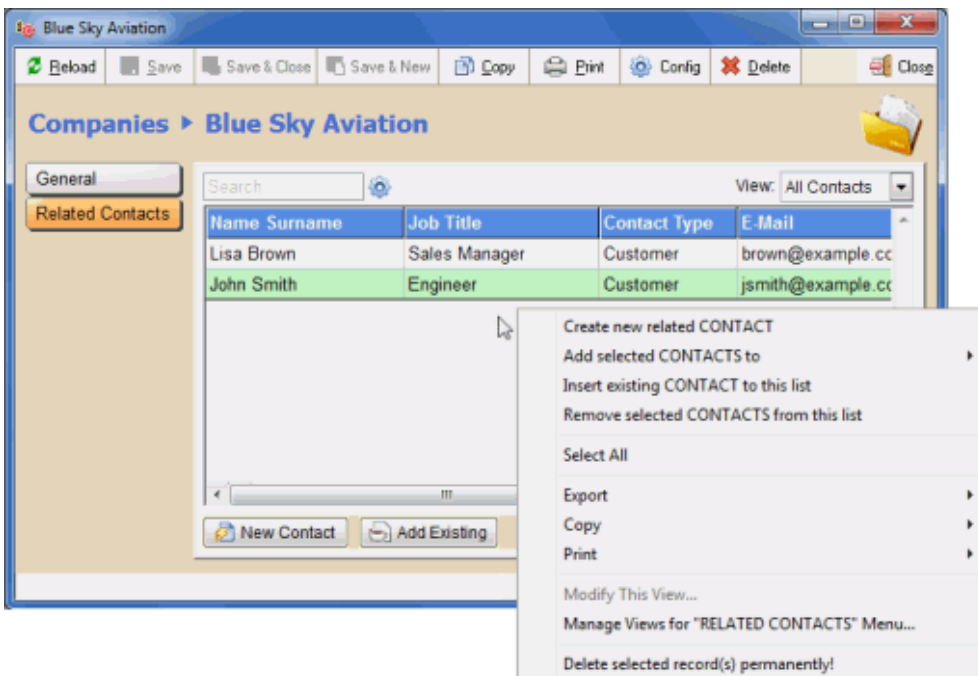 Blue Sky Aviation
Reload Save Save & Close Save & New Copy Print Config Delete Close
Companies ▸ Blue Sky Aviation
General
Related Contacts
Search View: All Contacts
Name Surname Job Title Contact Type E-Mail
Lisa Brown Sales Manager Customer brown@example.cc
John Smith Engineer Customer jsmith@example.cc
Create new related CONTACT
Add selected CONTACTS to
Insert existing CONTACT to this list
Remove selected CONTACTS from this list
Select All
Export
Copy
Print
New Contact Add Existing
Modify This View...
Manage Views for "RELATED CONTACTS" Menu...
Delete selected record(s) permanently!